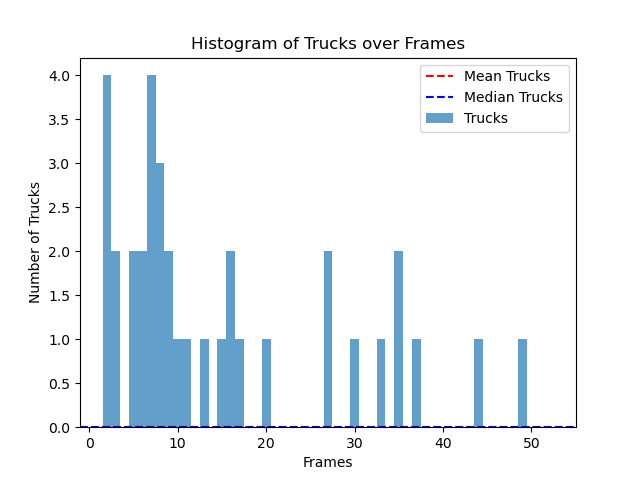 Histogram of Trucks over Frames
Mean Trucks
Median Trucks
Trucks
Number of Trucks
4.0
3.5
3.0
2.5
2.0
1.5
1.0
0.5
0.0
0 10 20 30 40 50
Frames